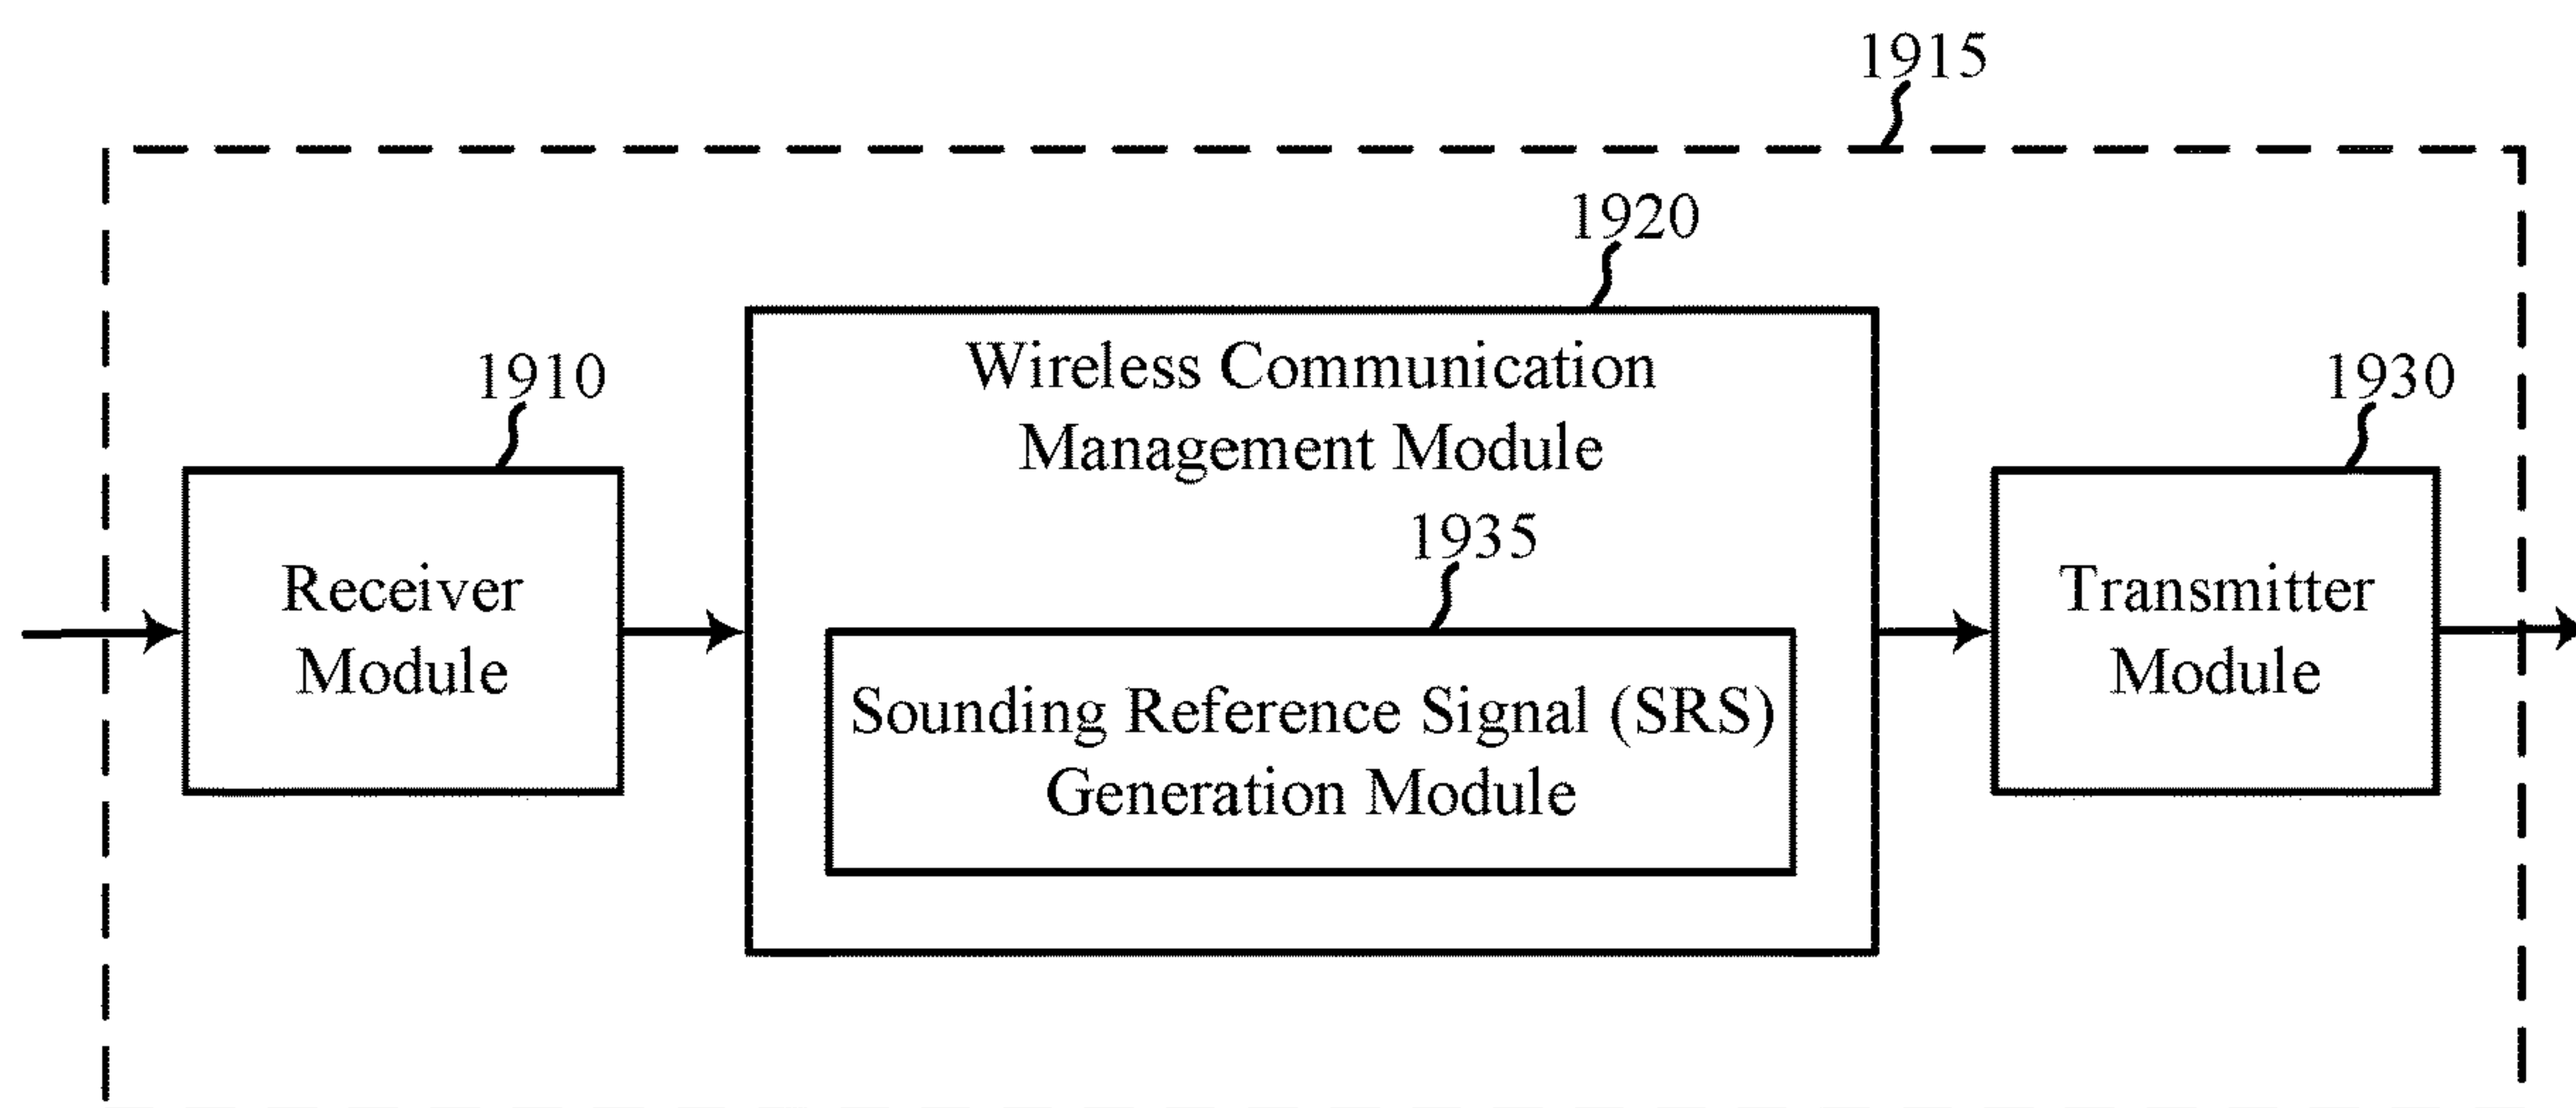 1915
1920
Wireless Communication
Management Module
1910
1930
1935
Receiver
Module
Sounding Reference Signal (SRS)
Generation Module
Transmitter
Module